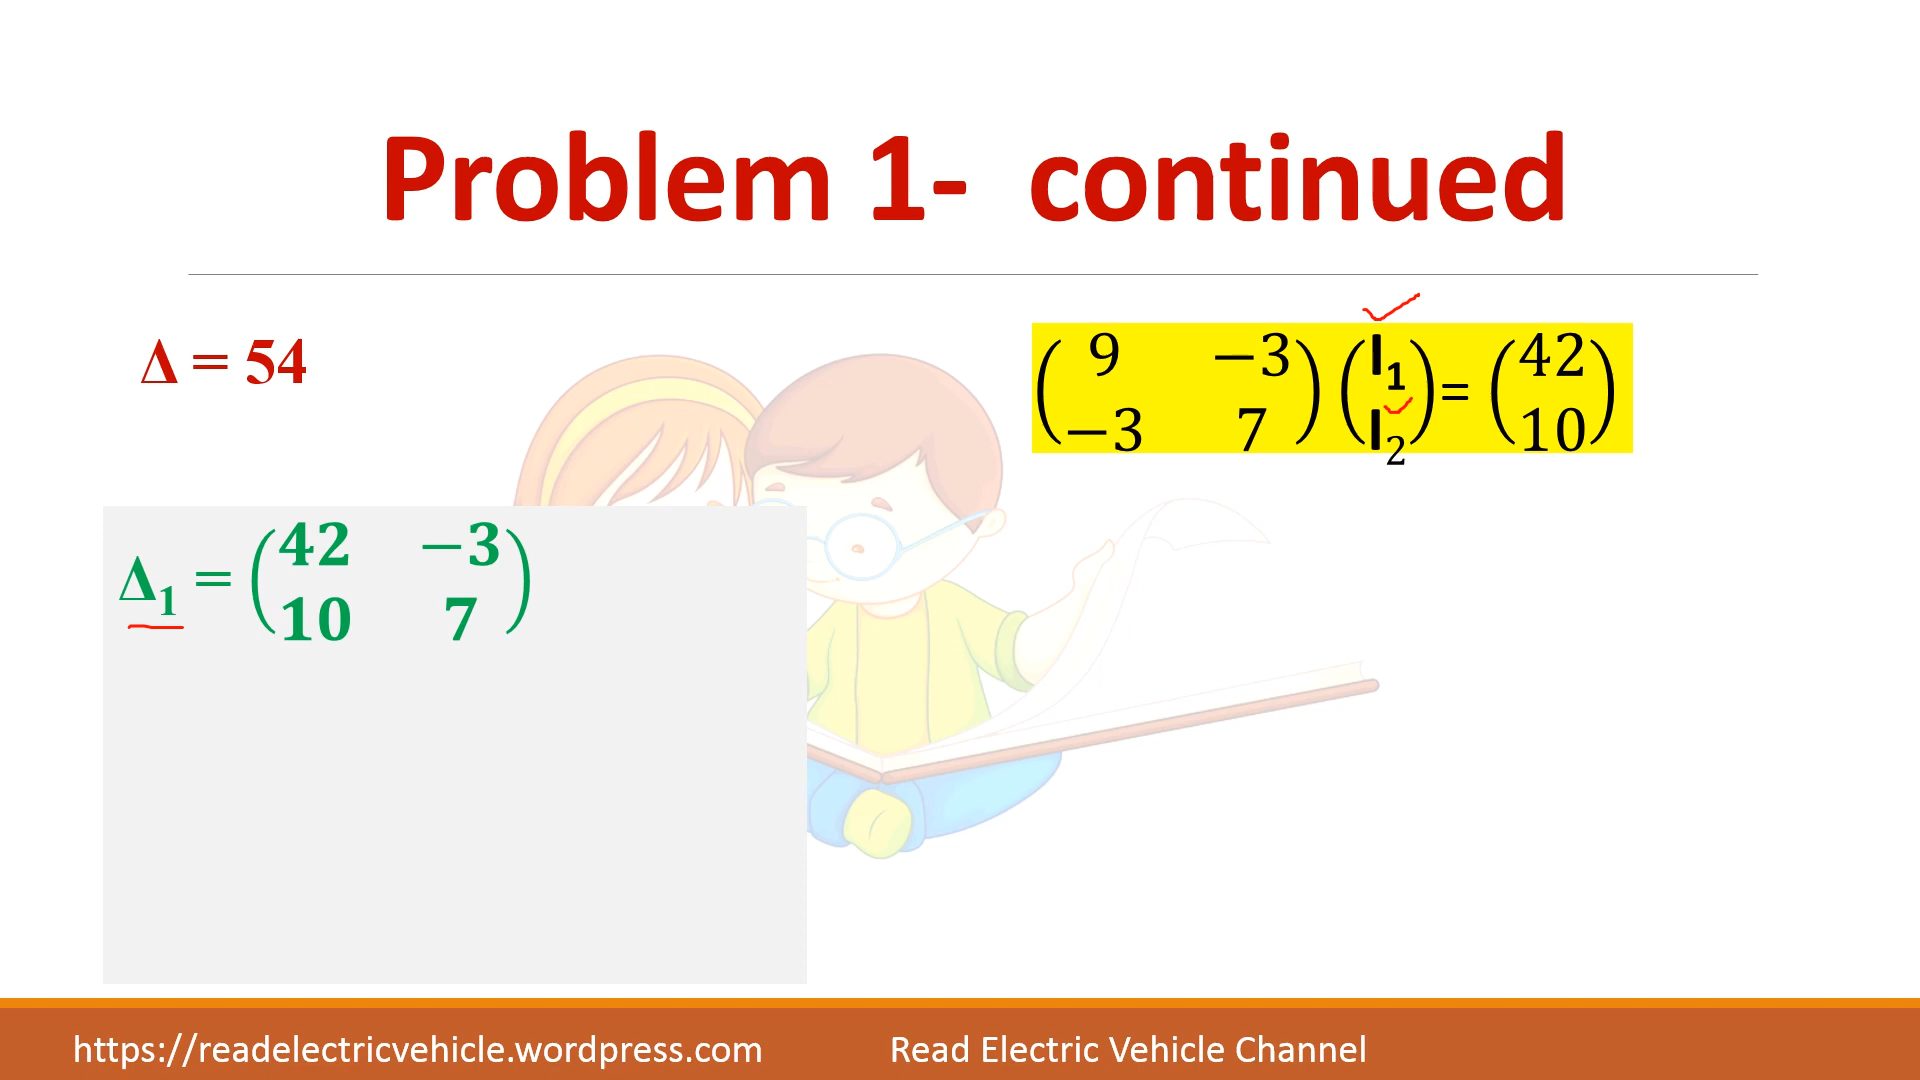 Problem 1-  continued
Δ = 54
9 −3
−3 7
I₁
I₂
=
42
10
Δ₁ =
42 −3
10 7
https://readelectricvehicle.wordpress.com
Read Electric Vehicle Channel